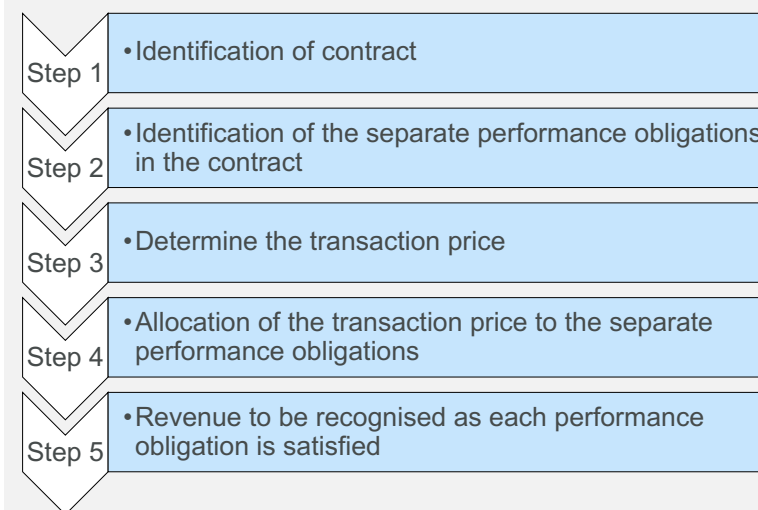 Step 1
•Identification of contract
Step 2
•Identification of the separate performance obligations
in the contract
Step 3
•Determine the transaction price
Step 4
•Allocation of the transaction price to the separate
performance obligations
Step 5
•Revenue to be recognised as each performance
obligation is satisfied